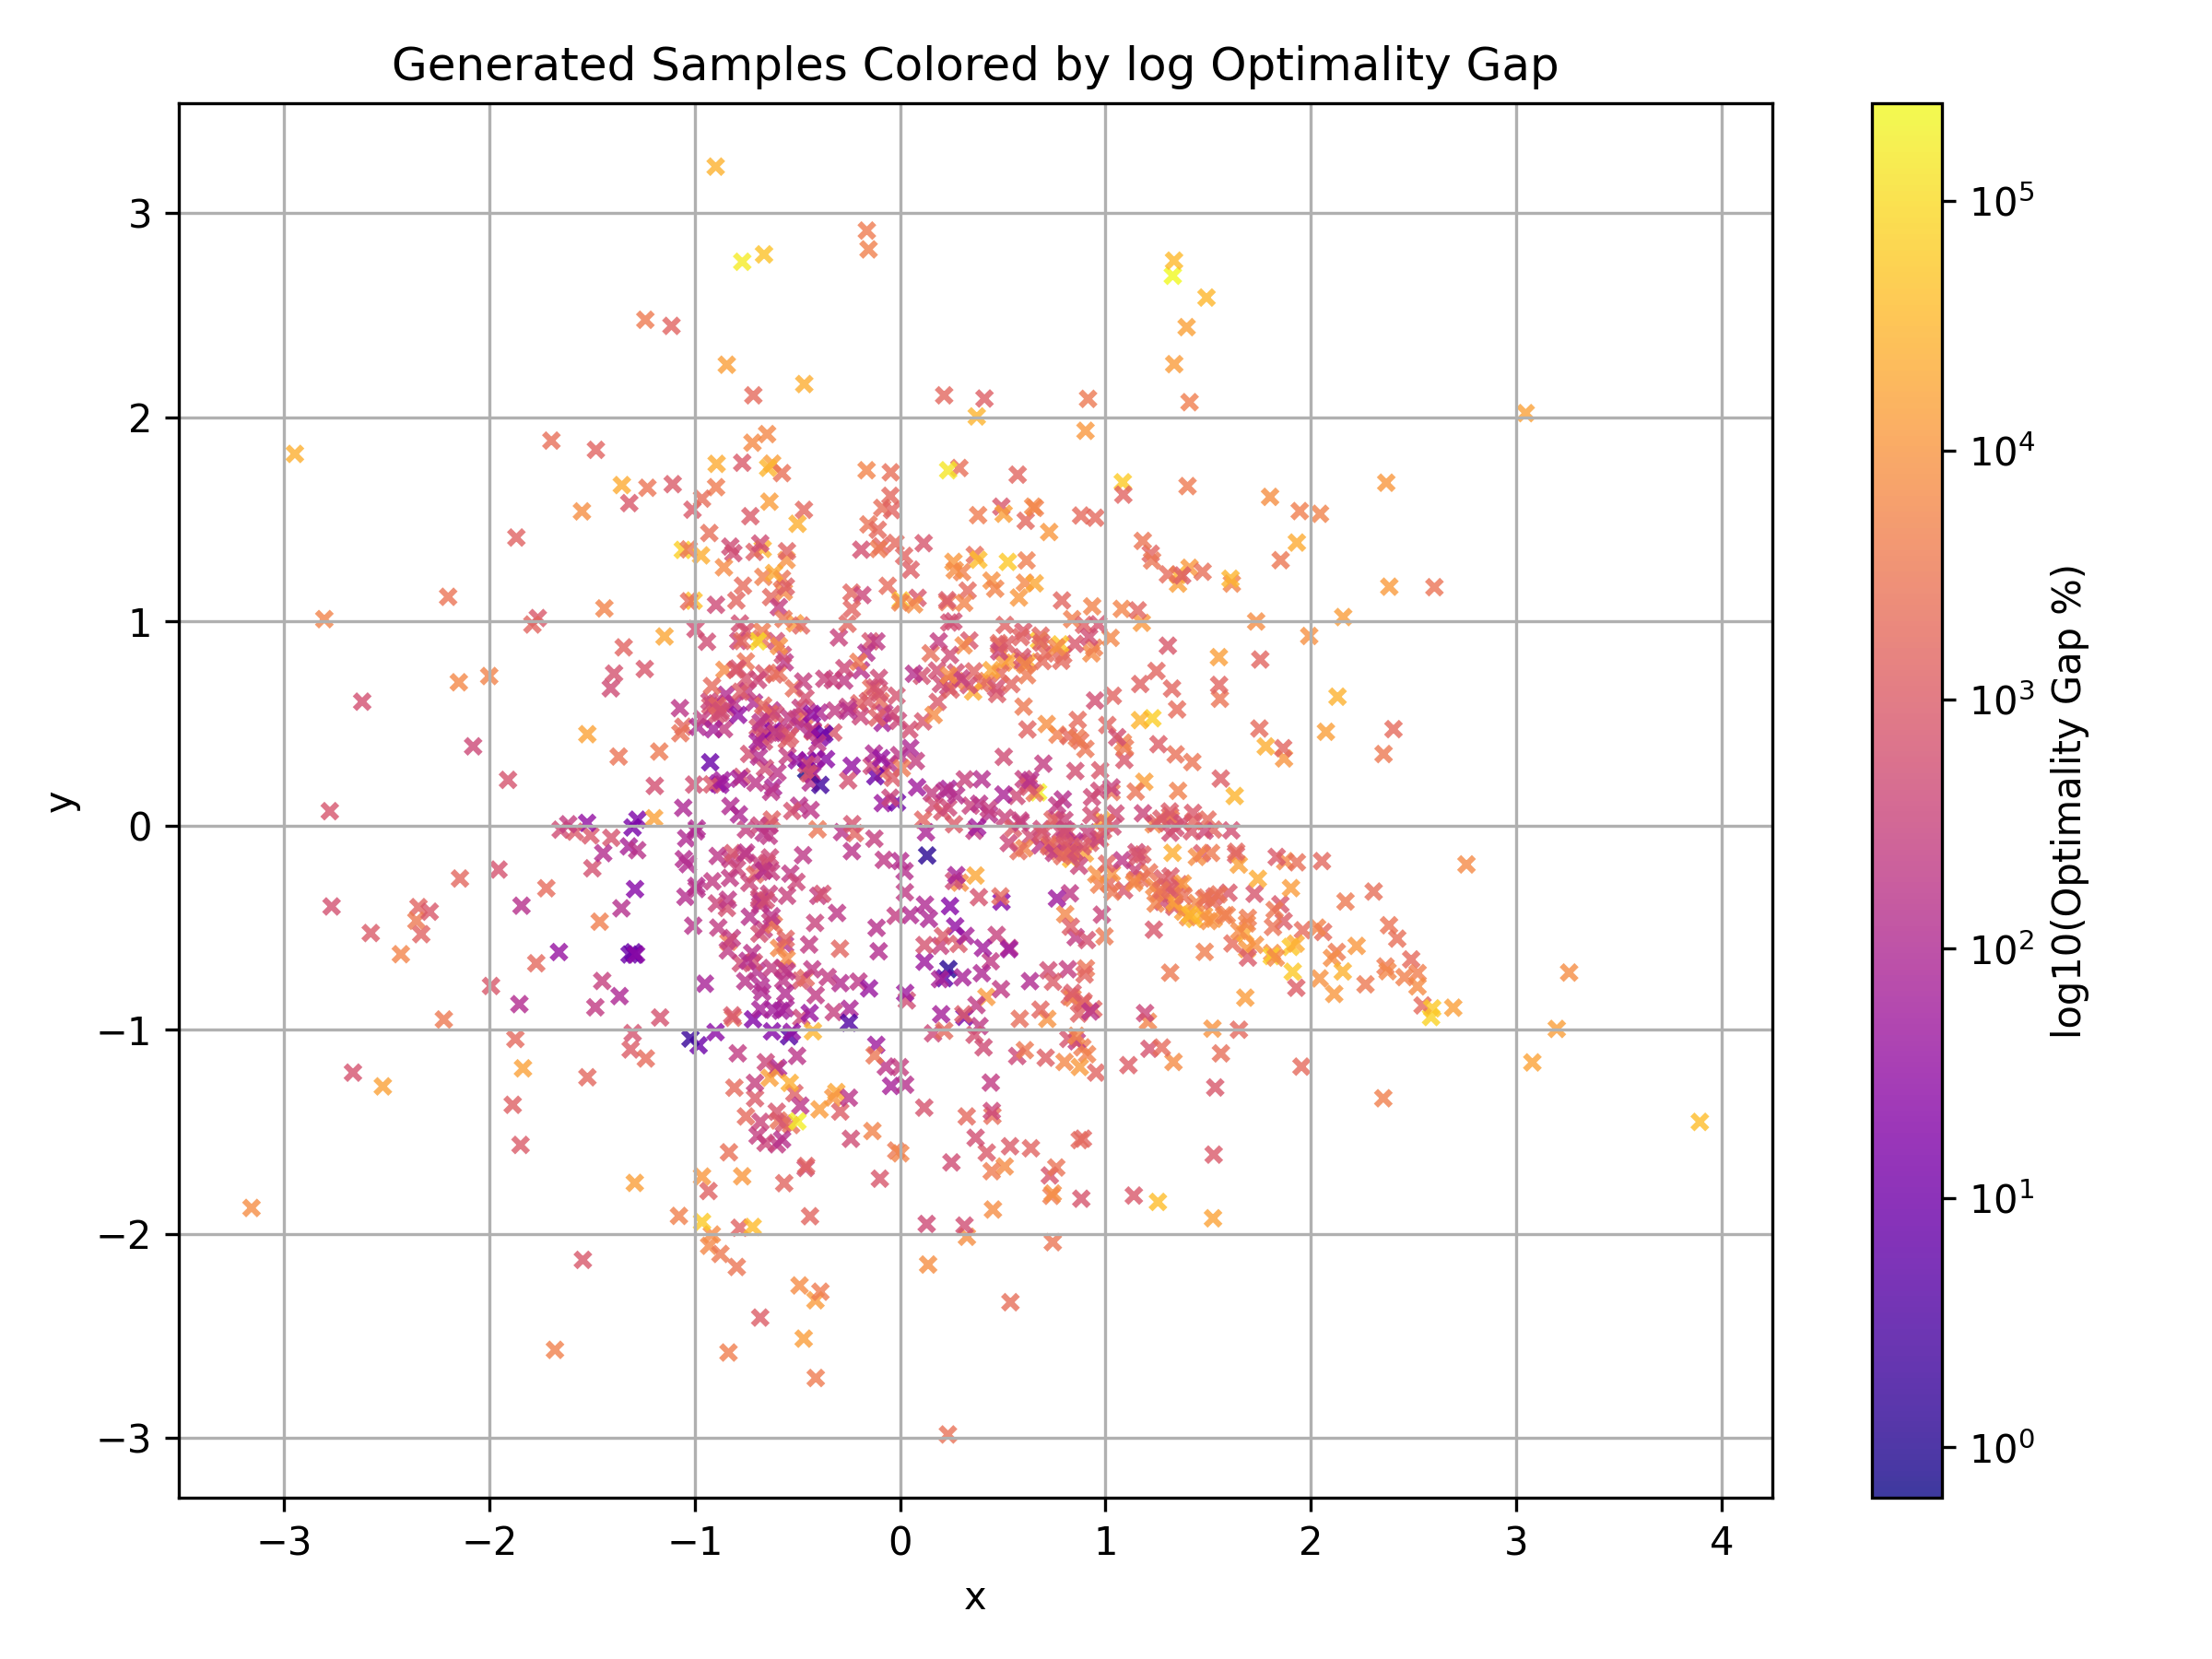 Generated Samples Colored by log Optimality Gap
3
2
1
0
−1
−2
−3
y
−3 −2 −1 0 1 2 3 4
x
10⁵
10⁴
10³
10²
10¹
10⁰
log10(Optimality Gap %)